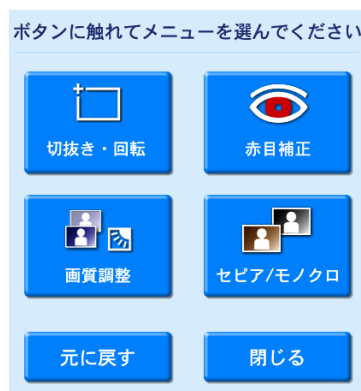 ボタンに触れてメニューを選んでください
切抜き・回転
赤目補正
画質調整
セピア/モノクロ
元に戻す
閉じる